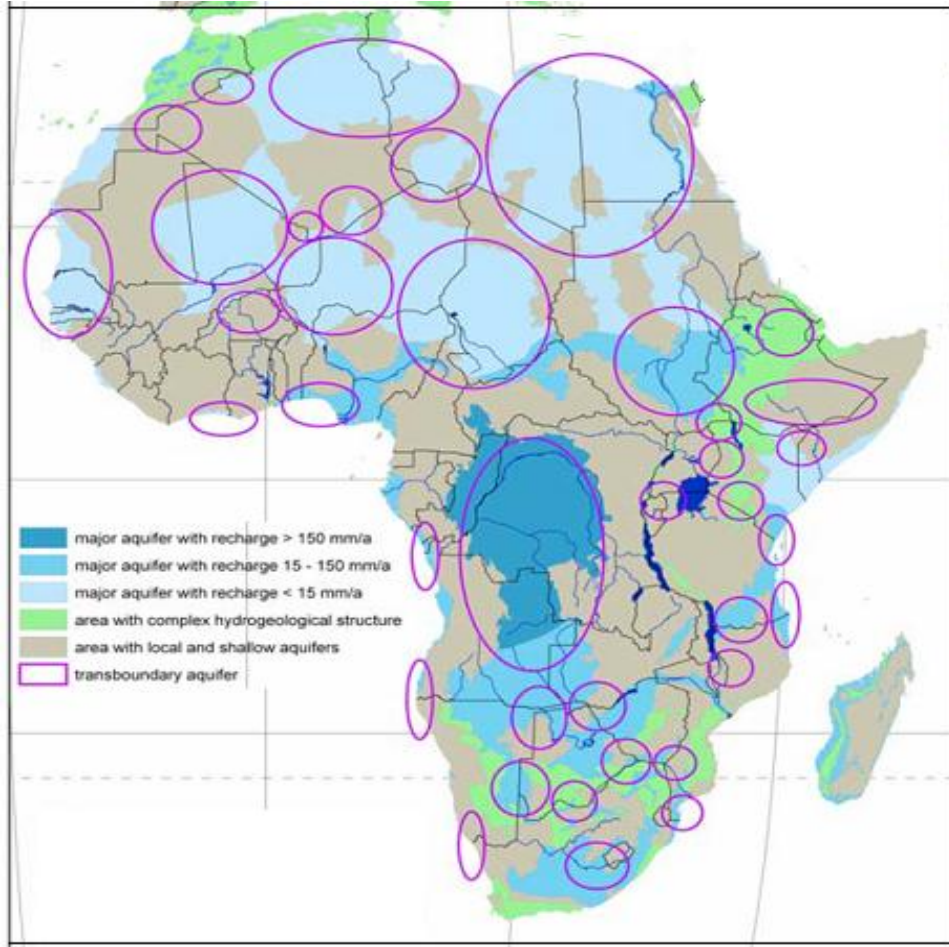 major aquifer with recharge > 150 mm/a
major aquifer with recharge 15 - 150 mm/a
major aquifer with recharge < 15 mm/a
area with complex hydrogeological structure
area with local and shallow aquifers
transboundary aquifer